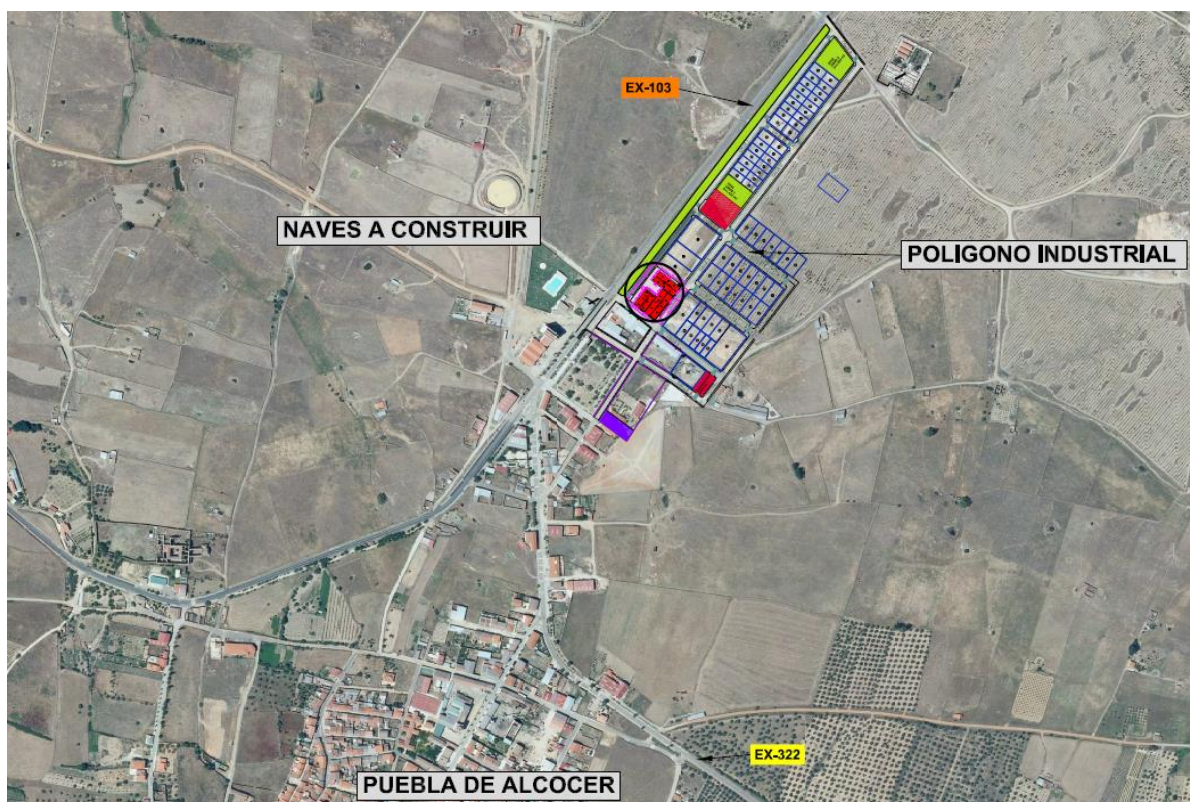 EX-103
NAVES A CONSTRUIR
POLIGONO INDUSTRIAL
EX-322
PUEBLA DE ALCOCER